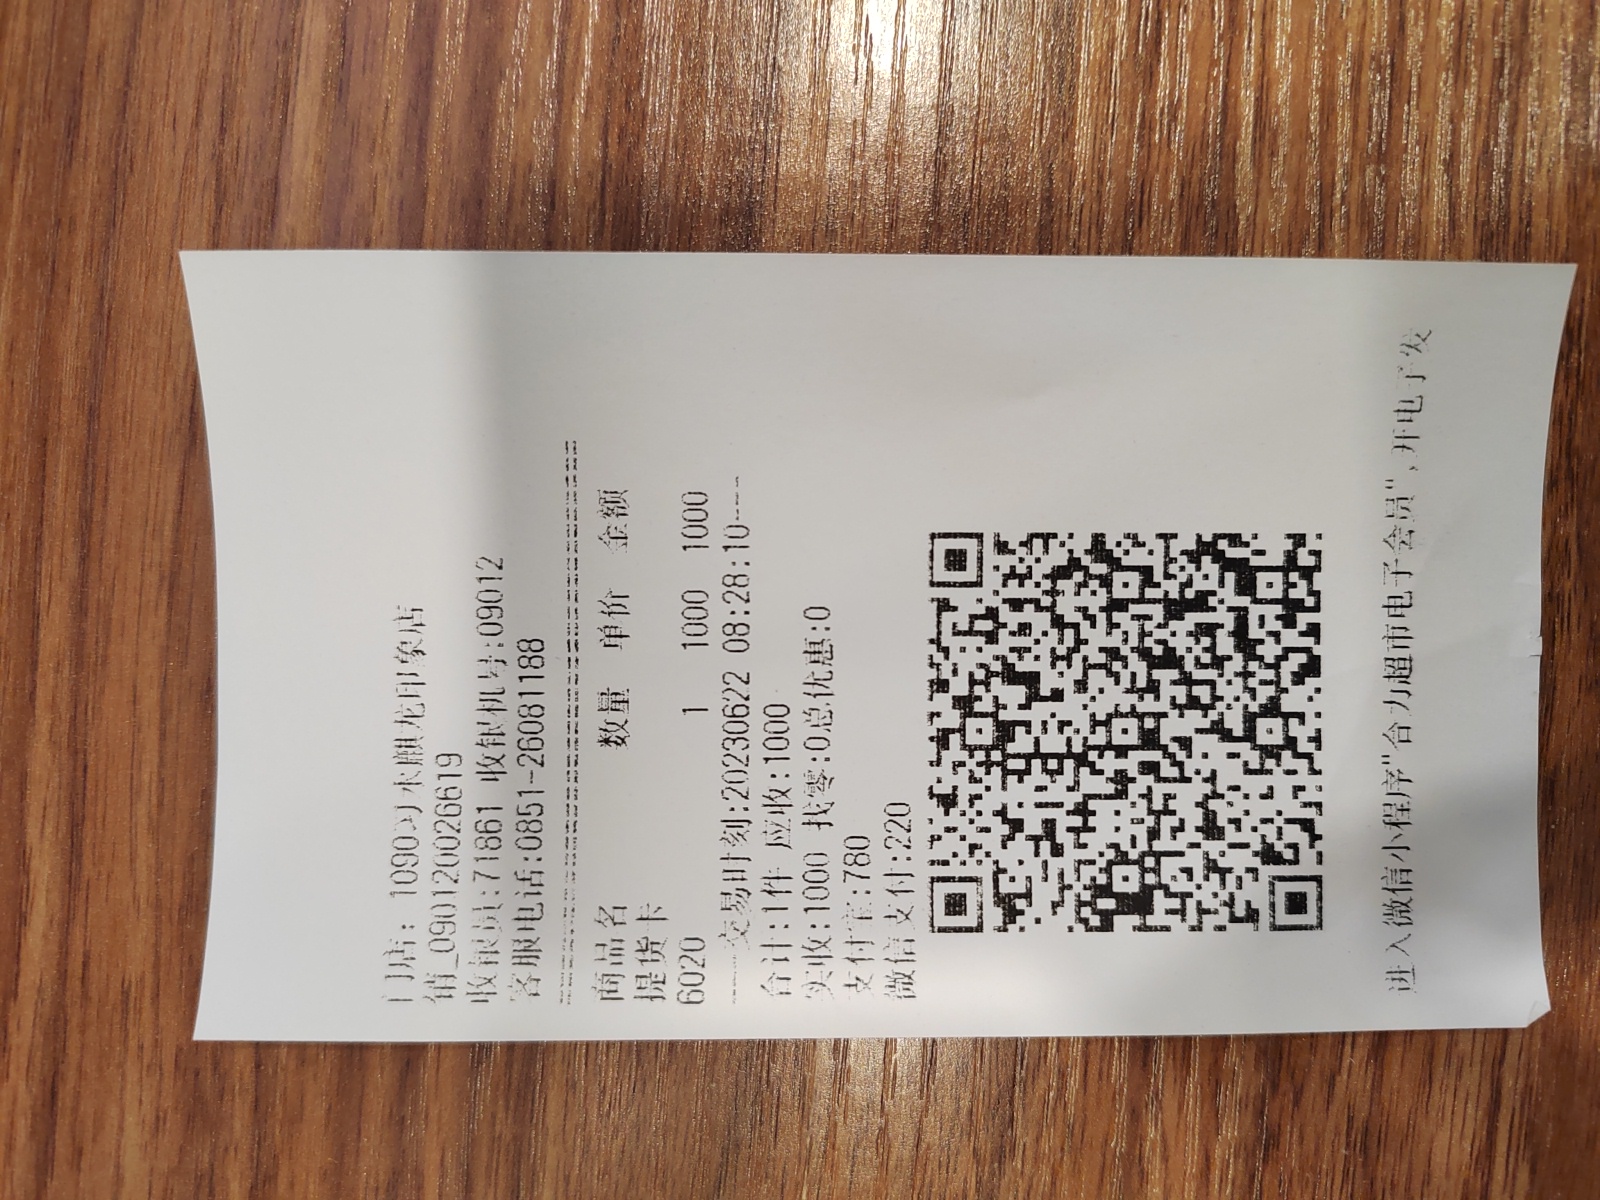 门店: 1090习水麒龙印象店
销_090120026619
收银员:71861 收银机号:09012
客服电话:0851-26081188
商品名 数量 单价 金额
提货卡
6020 1 1000 1000
----交易时刻:20230622 08:28:10----
合计:1件 应收:1000
实收:1000 找零:0总优惠:0
支付宝:780
微信支付:220
进入微信小程序"合力超市电子会员",开电子发